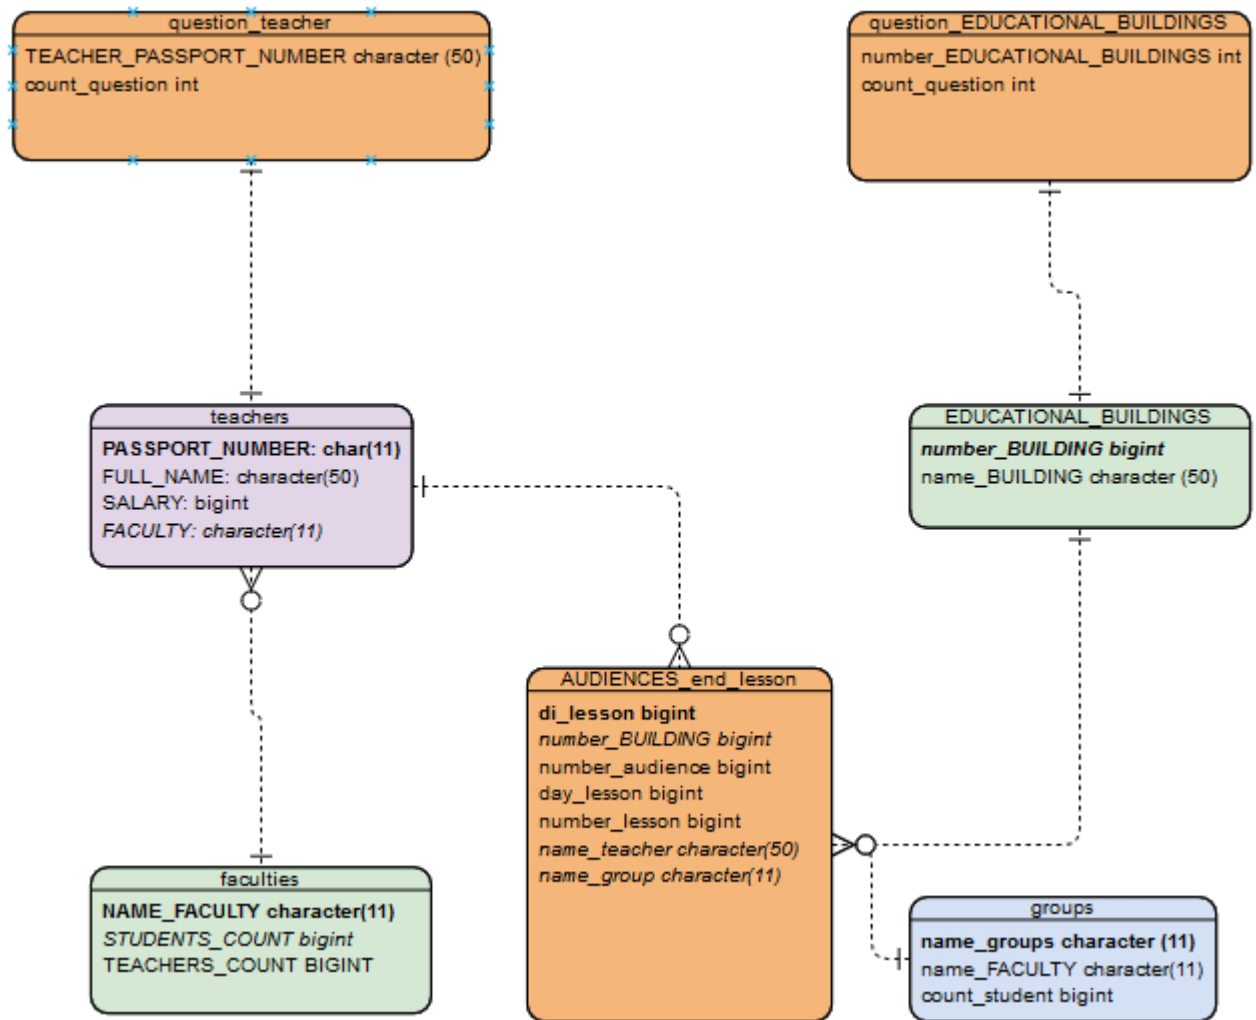 question_teacher
TEACHER_PASSPORT_NUMBER character (50)
count_question int
question_EDUCATIONAL_BUILDINGS
number_EDUCATIONAL_BUILDINGS int
count_question int
teachers
PASSPORT_NUMBER: char(11)
FULL_NAME: character(50)
SALARY: bigint
FACULTY: character(11)
EDUCATIONAL_BUILDINGS
number_BUILDING bigint
name_BUILDING character (50)
AUDIENCES_end_lesson
di_lesson bigint
number_BUILDING bigint
number_audience bigint
day_lesson bigint
number_lesson bigint
name_teacher character(50)
name_group character(11)
faculties
NAME_FACULTY character(11)
STUDENTS_COUNT bigint
TEACHERS_COUNT BIGINT
groups
name_groups character (11)
name_FACULTY character(11)
count_student bigint